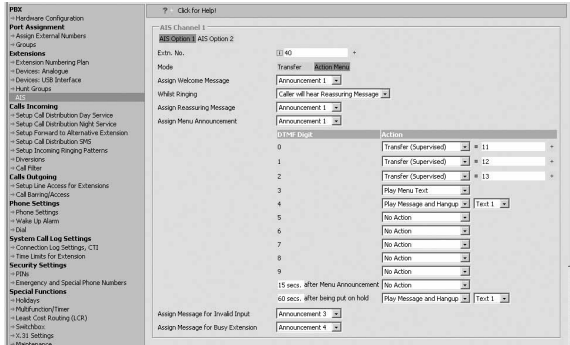 PBX
Hardware Configuration
Port Assignment
Assign External Numbers
Groups
Extensions
Extension Numbering Plan
Devices: Analogue
Devices: USB Interface
Hunt Groups
AIS
Calls Incoming
Setup Call Distribution Day Service
Setup Call Distribution Night Service
Setup Forward to Alternative Extension
Setup Call Distribution SMS
Setup Incoming Ringing Patterns
Diversions
Call Filter
Calls Outgoing
Setup Line Access for Extensions
Call Barring/Access
Phone Settings
Phone Settings
Wake Up Alarm
Dial
System Call Log Settings
Connection Log Settings, CTI
Time Limits for Extension
Security Settings
PINs
Emergency and Special Phone Numbers
Special Functions
Holidays
Multifunction/Timer
Least Cost Routing (LCR)
Switchbox
X.31 Settings
Maintenance
? Click for Help!
AIS Channel 1
AIS Option 1 AIS Option 2
Extn. No. 40
Mode Transfer Action Menu
Assign Welcome Message Announcement 1
Whilst Ringing Caller will hear Reassuring Message
Assign Reassuring Message Announcement 1
Assign Menu Announcement Announcement 1
DTMF Digit Action
0 Transfer (Supervised) = 11
1 Transfer (Supervised) = 12
2 Transfer (Supervised) = 13
3 Play Menu Text
4 Play Message and Hangup Text 1
5 No Action
6 No Action
7 No Action
8 No Action
9 No Action
15 secs. after Menu Announcement No Action
60 secs. after being put on hold Play Message and Hangup Text 1
Assign Message for Invalid Input Announcement 3
Assign Message for Busy Extension Announcement 4